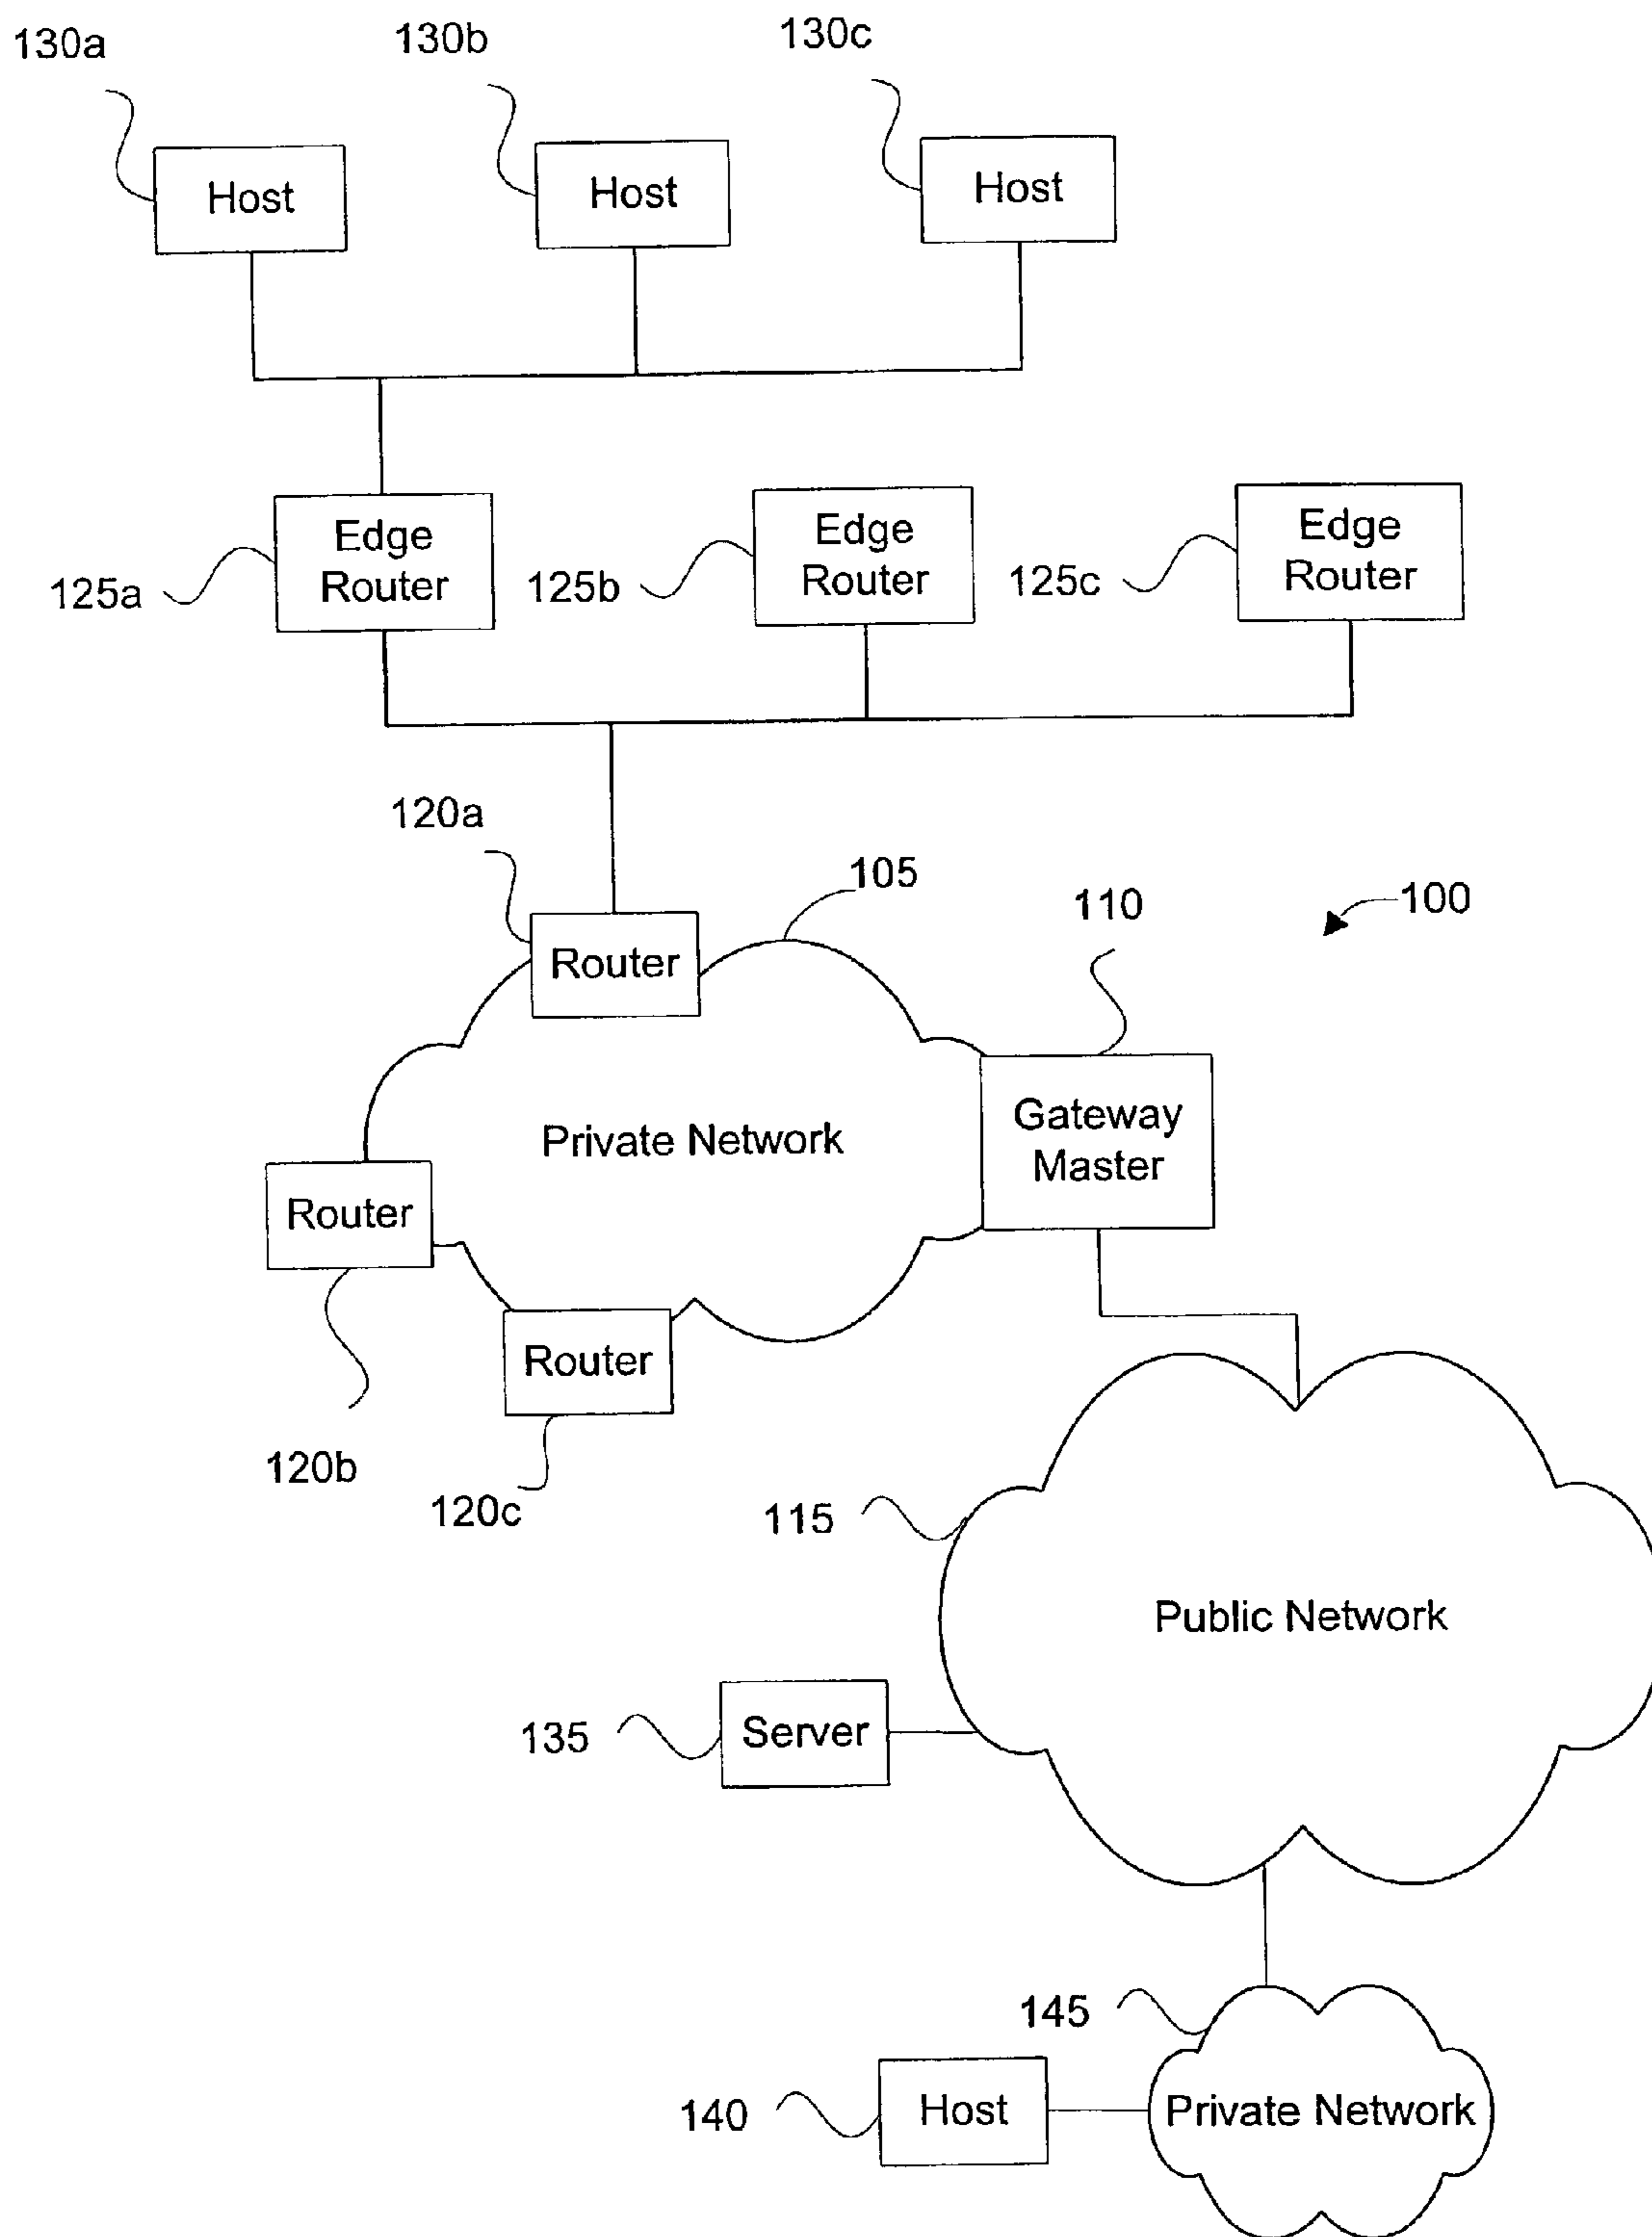 130a
130b
130c
Host
Host
Host
Edge
Router
Edge
Router
Edge
Router
125a
125b
125c
120a
105
110
100
Router
Gateway
Master
Private Network
Router
Router
120b
120c
115
Public Network
135
Server
145
140
Host
Private Network